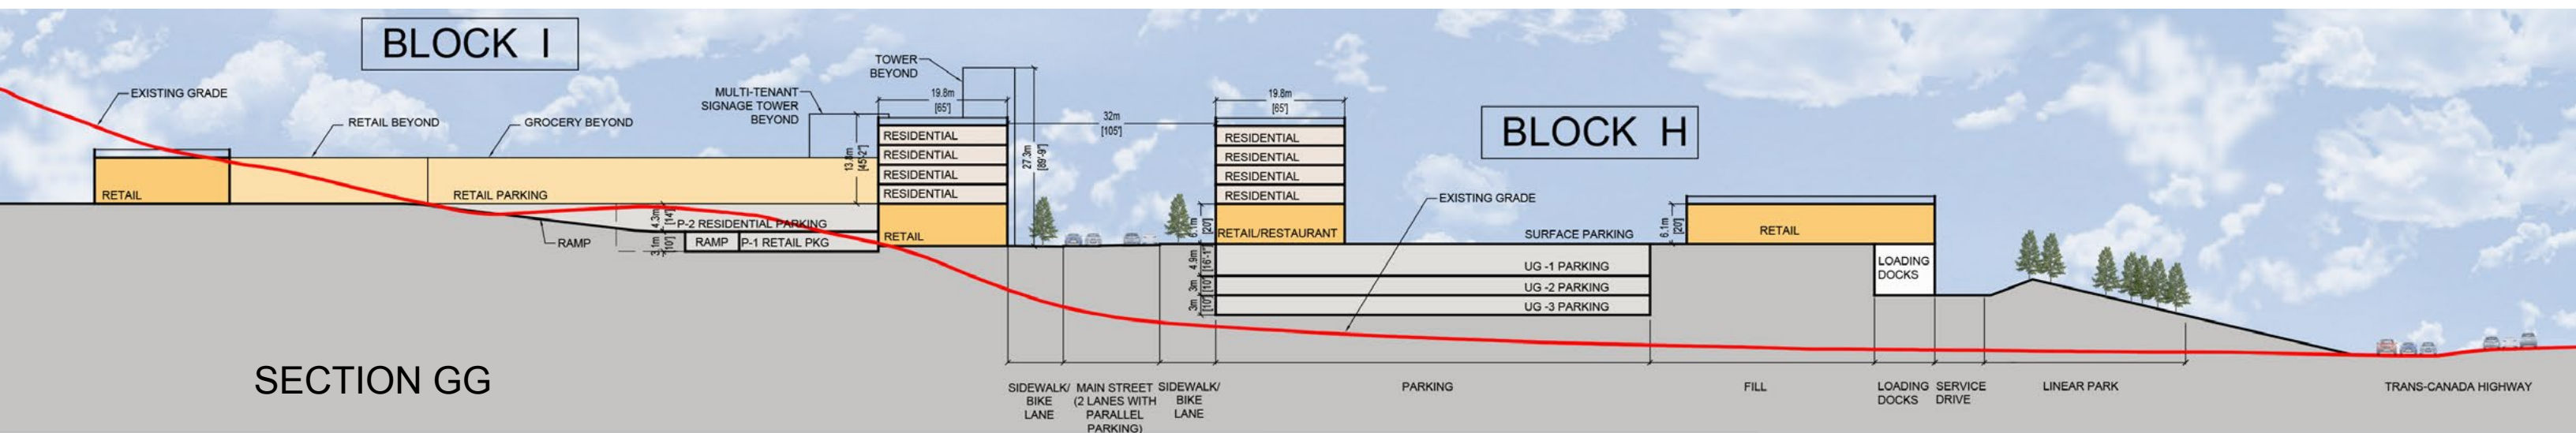 BLOCK I
EXISTING GRADE
RETAIL BEYOND
GROCERY BEYOND
MULTI-TENANT
SIGNAGE TOWER
BEYOND
TOWER
BEYOND
19.8m
[65']
13.8m
[45'-2"]
27.3m
[89'-9"]
32m
[105']
RETAIL
RETAIL PARKING
RESIDENTIAL
RESIDENTIAL
RESIDENTIAL
RESIDENTIAL
RETAIL
4.3m
[14']
P-2 RESIDENTIAL PARKING
3.1m
[10']
RAMP
P-1 RETAIL PKG
RAMP
BLOCK H
19.8m
[65']
RESIDENTIAL
RESIDENTIAL
RESIDENTIAL
RESIDENTIAL
6.1m
[20']
RETAIL/RESTAURANT
EXISTING GRADE
SURFACE PARKING
6.1m
[20']
RETAIL
4.9m
[16'-1"]
UG -1 PARKING
3m
[10']
UG -2 PARKING
3m
[10']
UG -3 PARKING
LOADING
DOCKS
SECTION GG
SIDEWALK/
BIKE
LANE
MAIN STREET
(2 LANES WITH
PARALLEL
PARKING)
SIDEWALK/
BIKE
LANE
PARKING
FILL
LOADING
DOCKS
SERVICE
DRIVE
LINEAR PARK
TRANS-CANADA HIGHWAY